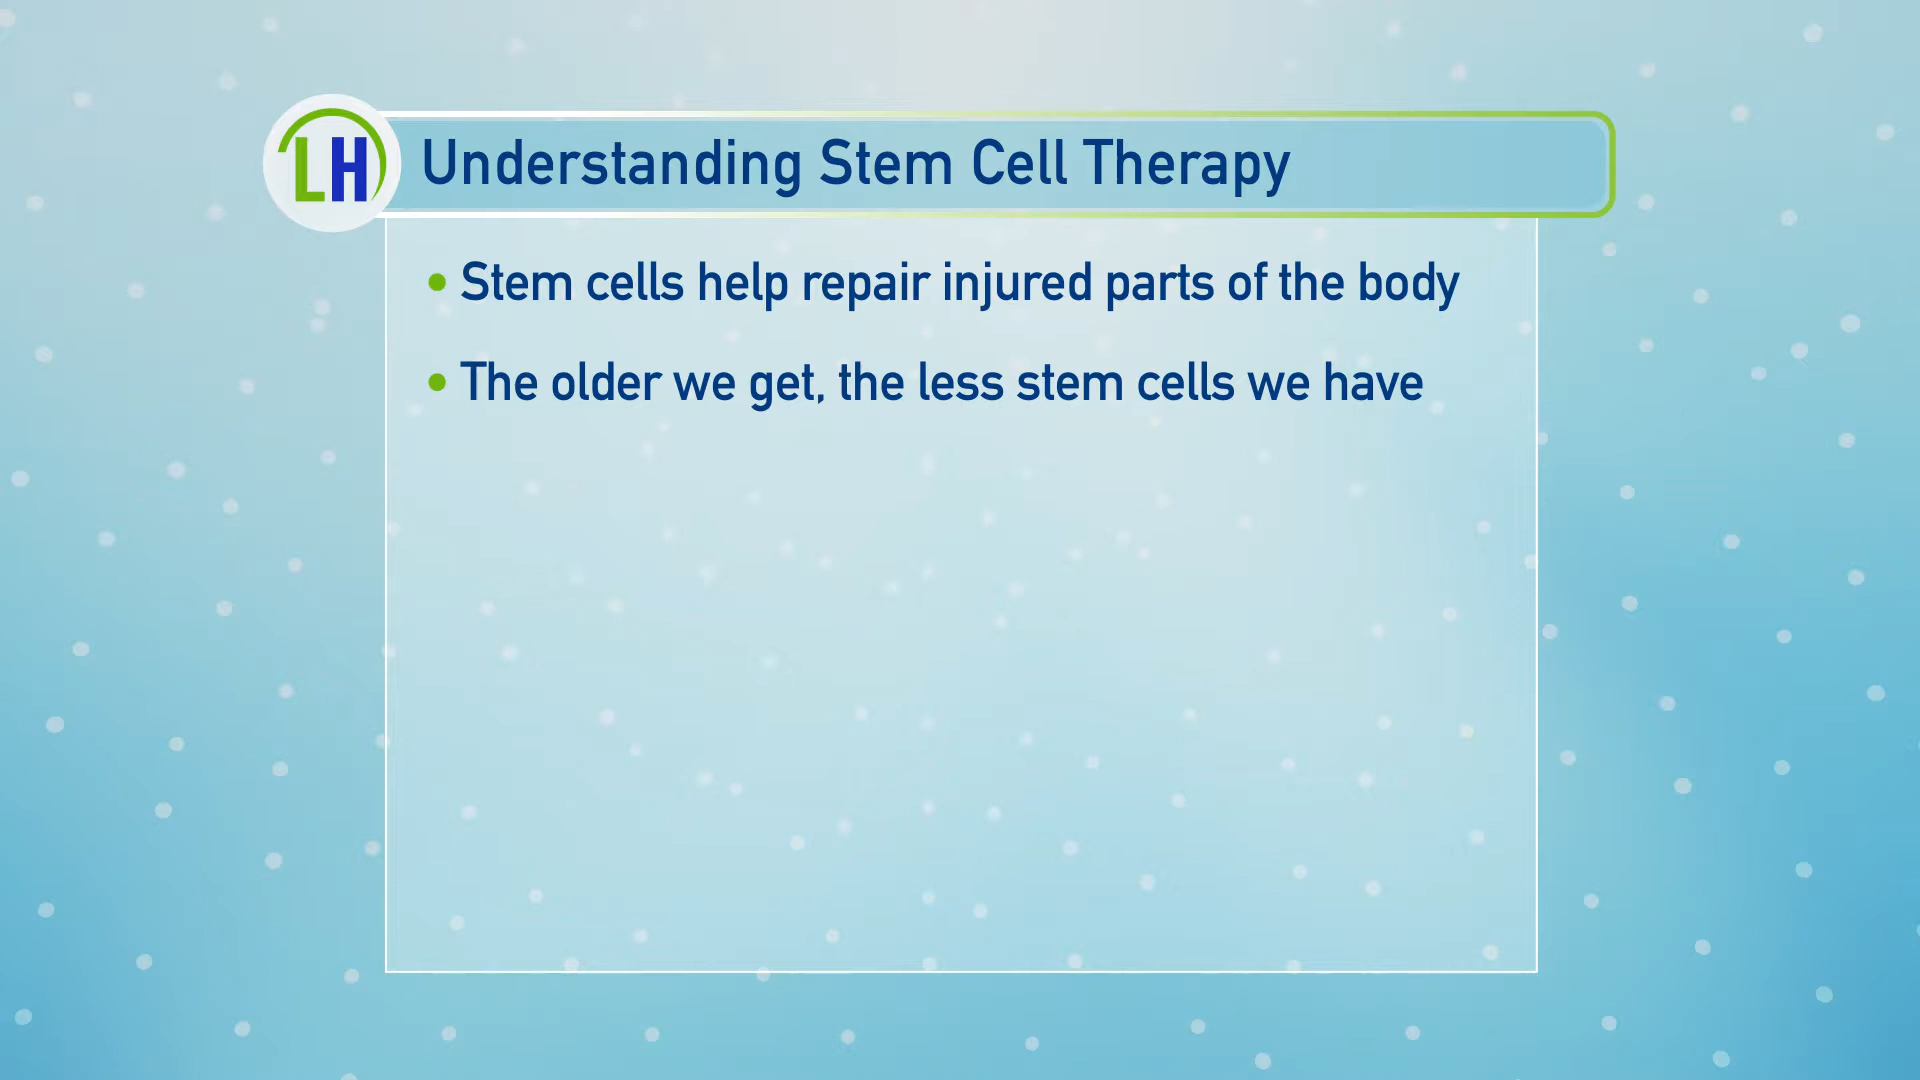 LH
Understanding Stem Cell Therapy
• Stem cells help repair injured parts of the body
• The older we get, the less stem cells we have